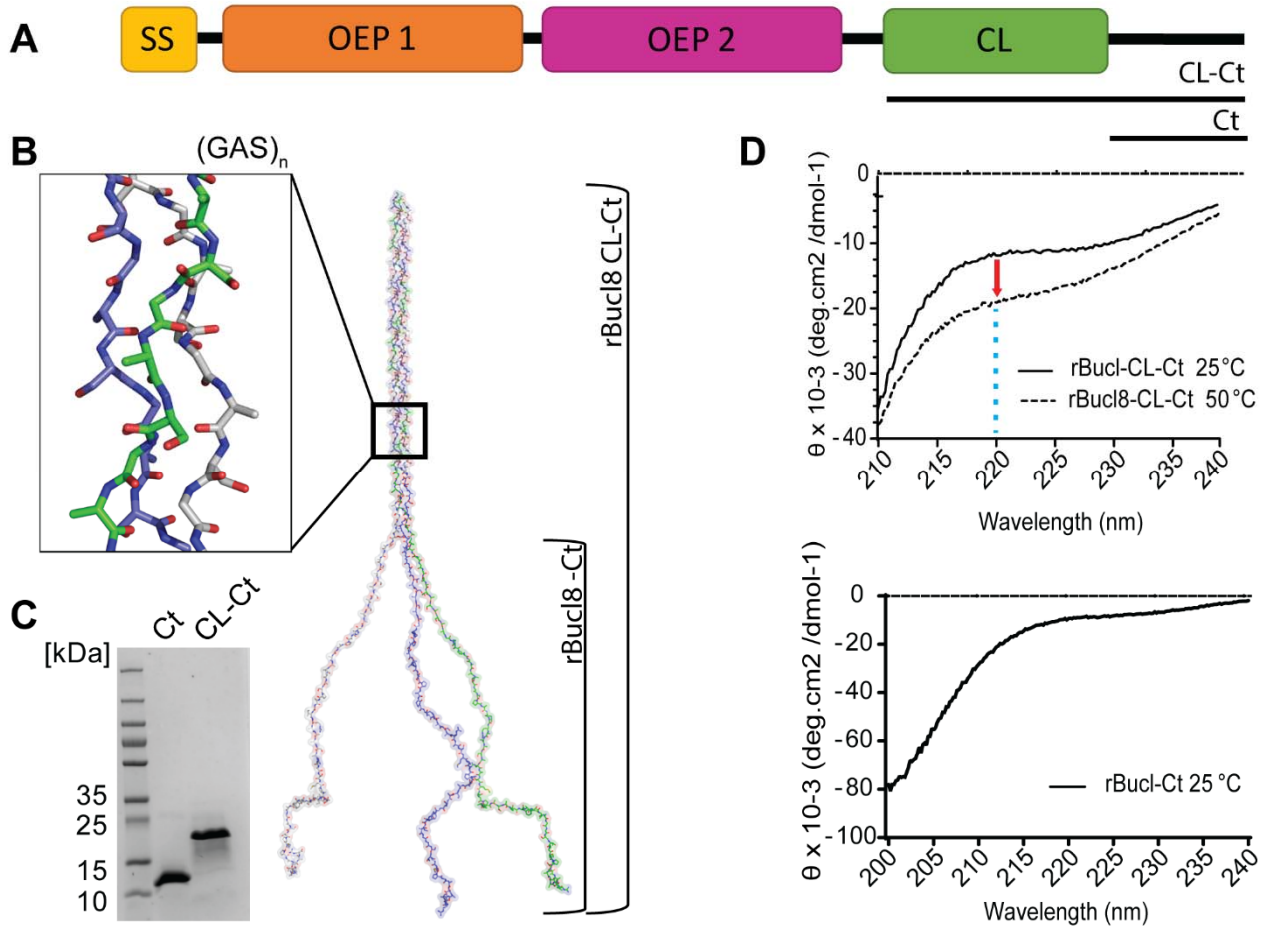 A
SS
OEP 1
OEP 2
CL
CL-Ct
Ct
B
(GAS)n
rBucl8 CL-Ct
rBucl8 -Ct
C
Ct
CL-Ct
[kDa]
35
25
15
10
D
θ x 10-3 (deg.cm2 /dmol-1)
0
-10
-20
-30
-40
rBucl-CL-Ct 25°C
rBucl8-CL-Ct 50°C
210
215
220
225
230
235
240
Wavelength (nm)
θ x 10-3 (deg.cm2 /dmol-1)
0
-20
-40
-60
-80
-100
rBucl-Ct 25 °C
200
205
210
215
220
225
230
235
240
Wavelength (nm)